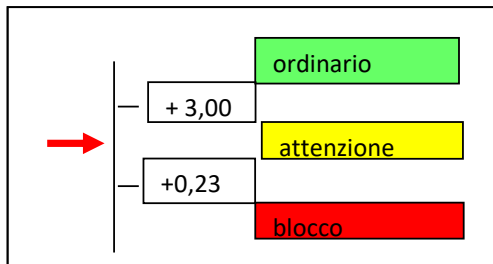 ordinario
+ 3,00
attenzione
+0,23
blocco